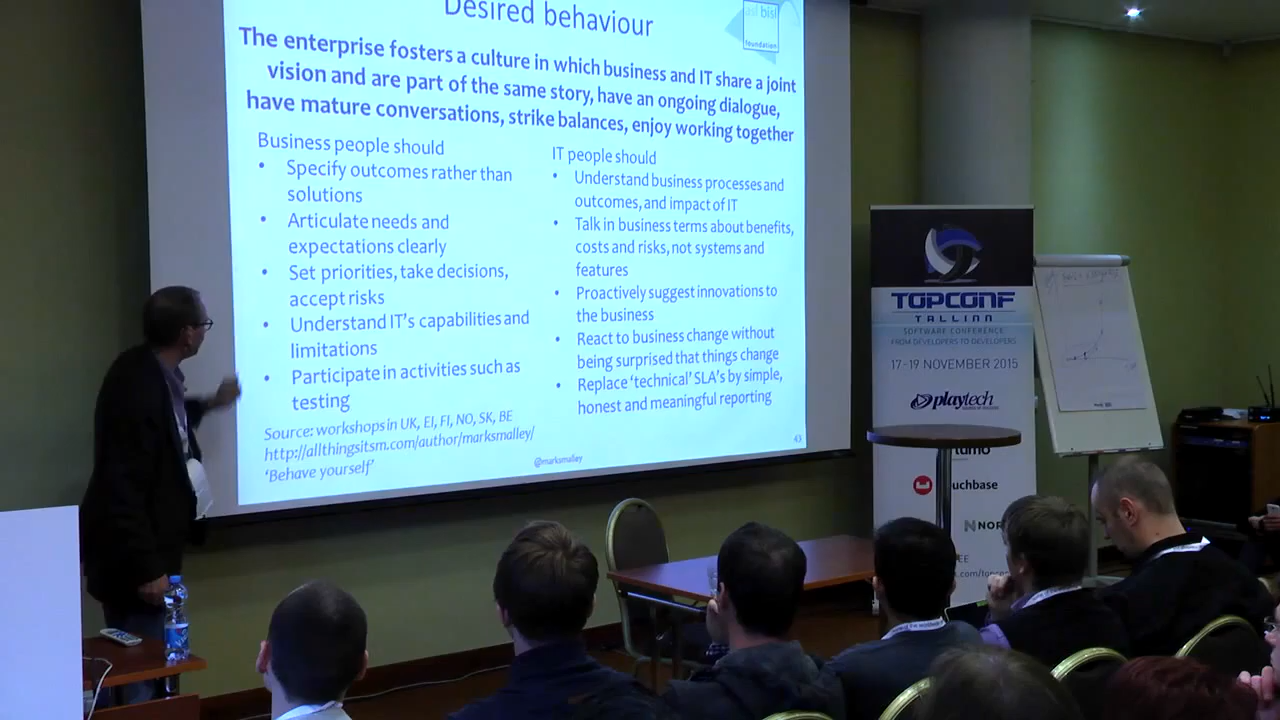 Desired behaviour
asl bisl
foundation
The enterprise fosters a culture in which business and IT share a joint
vision and are part of the same story, have an ongoing dialogue,
have mature conversations, strike balances, enjoy working together
Business people should
• Specify outcomes rather than
solutions
• Articulate needs and
expectations clearly
• Set priorities, take decisions,
accept risks
• Understand IT's capabilities and
limitations
• Participate in activities such as
testing
Source: workshops in UK, EI, FI, NO, SK, BE
http://allthingsitsm.com/author/marksmalley/
'Behave yourself'
IT people should
• Understand business processes and
outcomes, and impact of IT
• Talk in business terms about benefits,
costs and risks, not systems and
features
• Proactively suggest innovations to
the business
• React to business change without
being surprised that things change
• Replace 'technical' SLA's by simple,
honest and meaningful reporting
@marksmalley
43
TOPCONF
TALLINN
SOFTWARE CONFERENCE
FROM DEVELOPERS TO DEVELOPERS
17-19 NOVEMBER 2015
playtech
uchbase
NOR